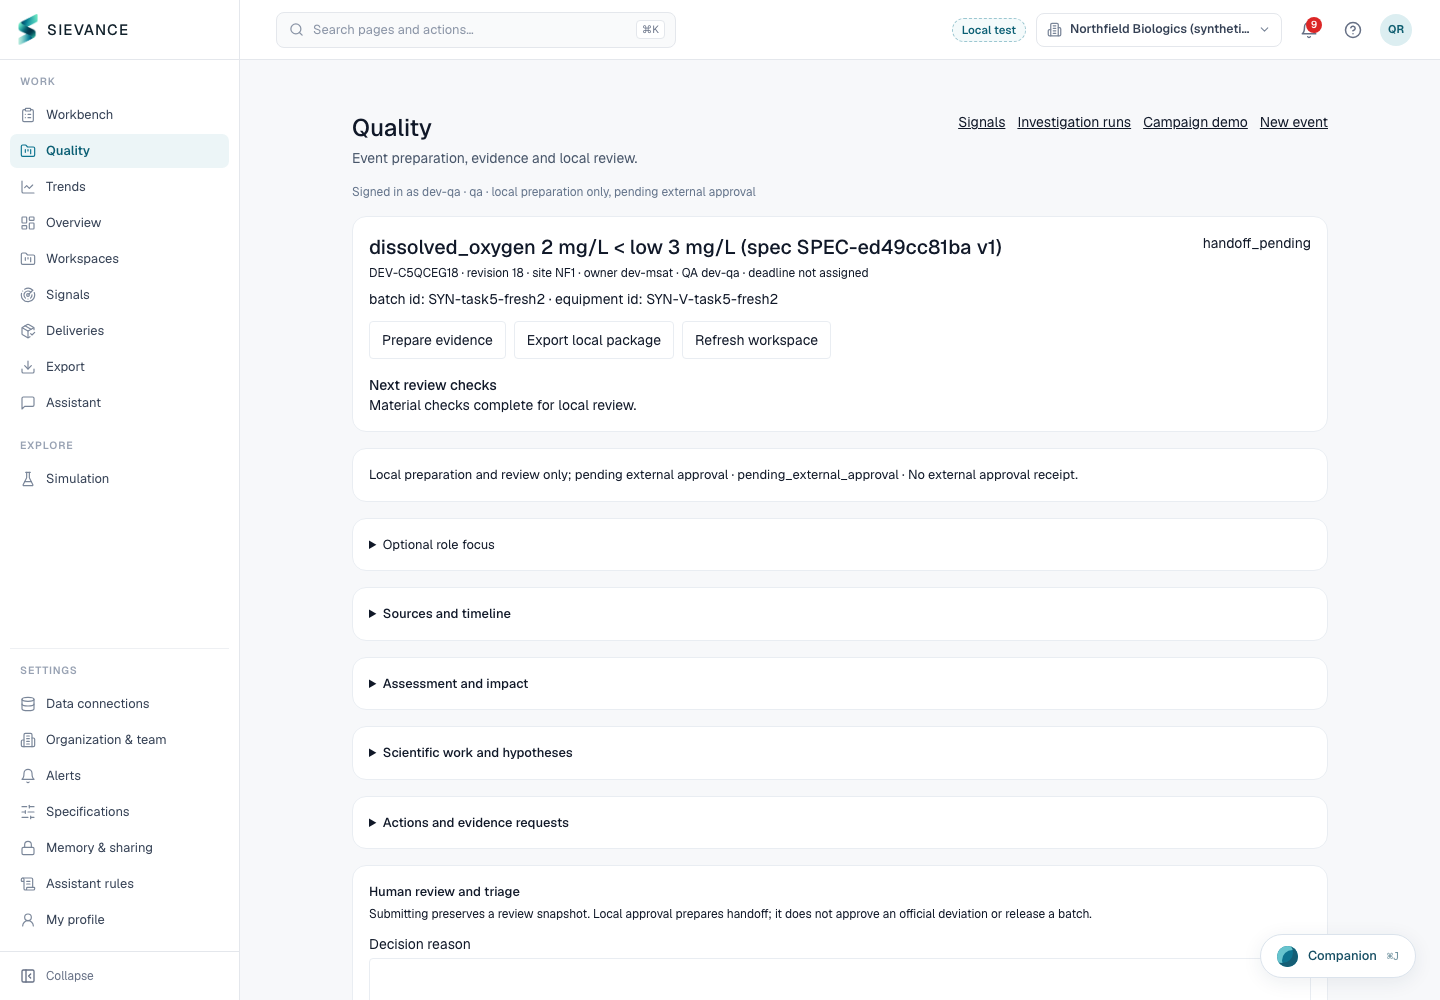 SIEVANCE
Search pages and actions...
⌘K
Local test
Northfield Biologics (syntheti...
9
QR
WORK
Workbench
Quality
Trends
Overview
Workspaces
Signals
Deliveries
Export
Assistant
EXPLORE
Simulation
SETTINGS
Data connections
Organization & team
Alerts
Specifications
Memory & sharing
Assistant rules
My profile
Collapse
Quality
Signals Investigation runs Campaign demo New event
Event preparation, evidence and local review.
Signed in as dev-qa · qa · local preparation only, pending external approval
dissolved_oxygen 2 mg/L < low 3 mg/L (spec SPEC-ed49cc81ba v1)
handoff_pending
DEV-C5QCEG18 · revision 18 · site NF1 · owner dev-msat · QA dev-qa · deadline not assigned
batch id: SYN-task5-fresh2 · equipment id: SYN-V-task5-fresh2
Prepare evidence
Export local package
Refresh workspace
Next review checks
Material checks complete for local review.
Local preparation and review only; pending external approval · pending_external_approval · No external approval receipt.
Optional role focus
Sources and timeline
Assessment and impact
Scientific work and hypotheses
Actions and evidence requests
Human review and triage
Submitting preserves a review snapshot. Local approval prepares handoff; it does not approve an official deviation or release a batch.
Decision reason
Companion ⌘J